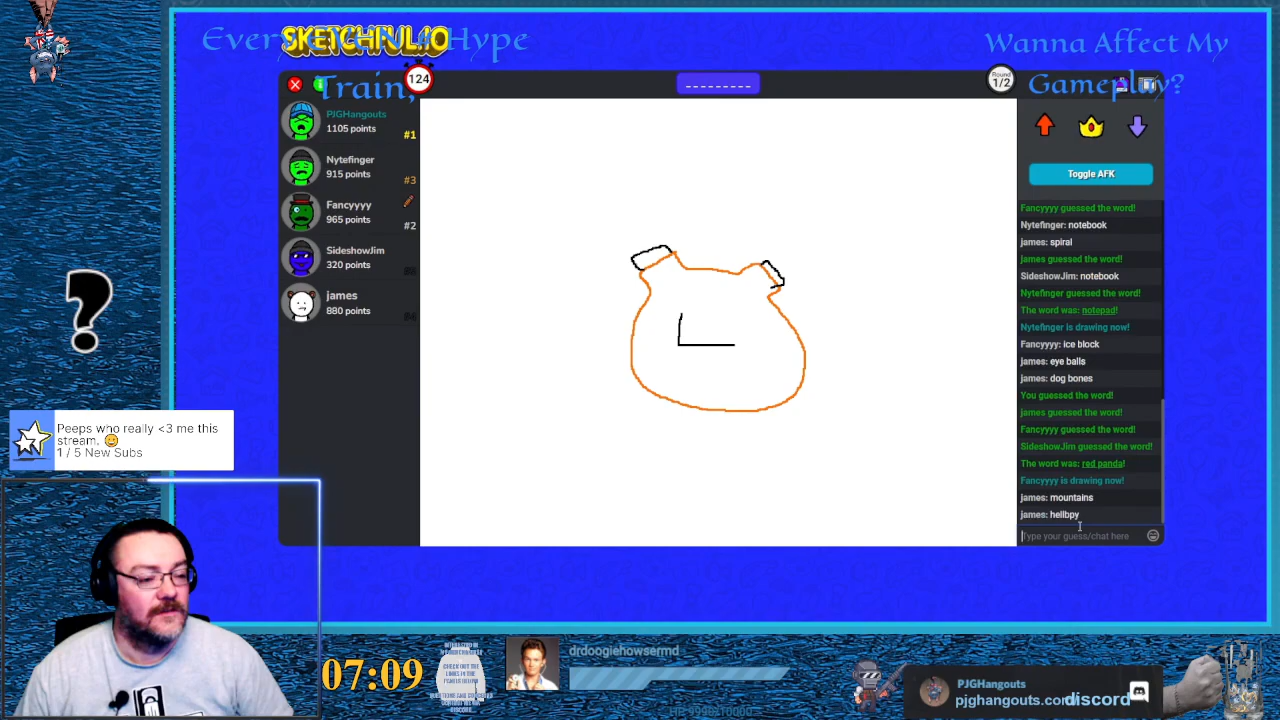 Everyone Loves A Hype
Train,
SKETCHFUL.IO
Wanna Affect My
Gameplay?
124
_ _ _ _ _ _ _ _ _
Round
1/2
PJGHangouts
1105 points
#1
Nytefinger
915 points
#3
Fancyyyy
965 points
#2
SideshowJim
320 points
james
880 points
Toggle AFK
Fancyyyy guessed the word!
Nytefinger: notebook
james: spiral
james guessed the word!
SideshowJim: notebook
Nytefinger guessed the word!
The word was: notepad!
Nytefinger is drawing now!
Fancyyyy: ice block
james: eye balls
james: dog bones
You guessed the word!
james guessed the word!
Fancyyyy guessed the word!
SideshowJim guessed the word!
The word was: red panda!
Fancyyyy is drawing now!
james: mountains
james: hellbpy
Type your guess/chat here
Peeps who really <3 me this
stream. 😀
1 / 5 New Subs
07:09
drdoogiehowsermd
PJGHangouts
pjghangouts.com/discord